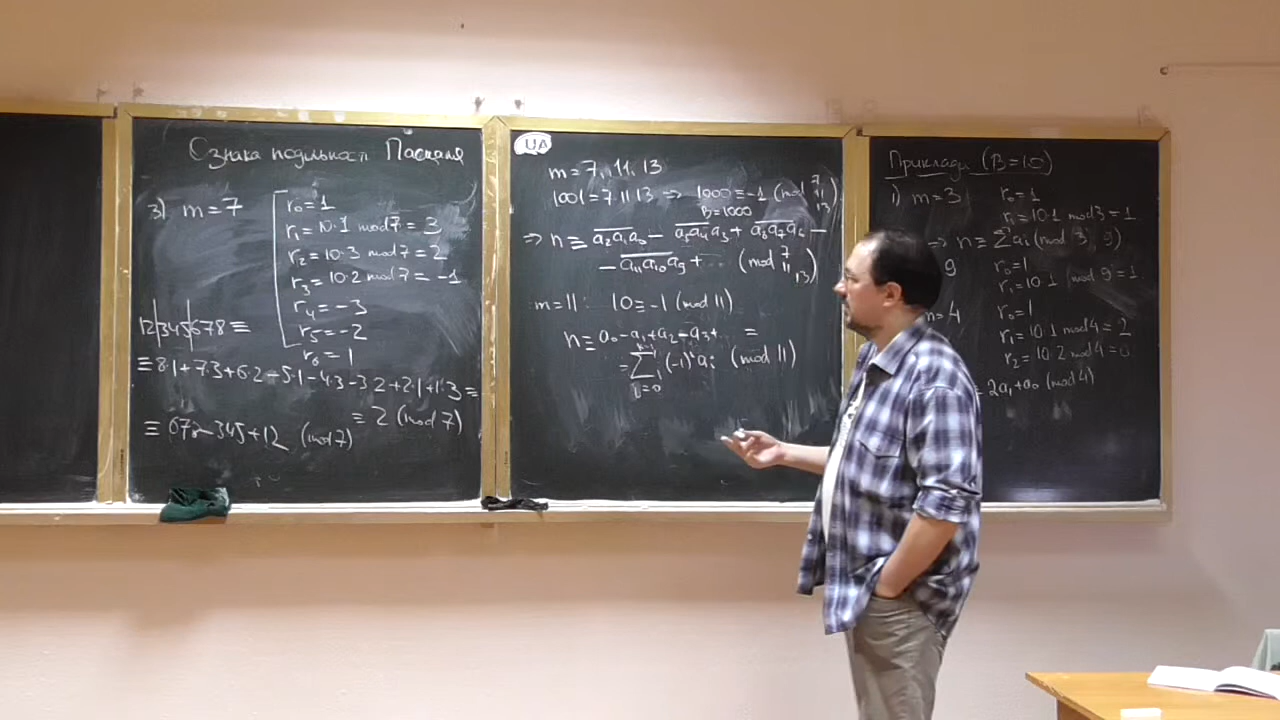 Ознака подільності Паскаля
3) m=7
r₀=1
r₁=10·1 mod 7=3
r₂=10·3 mod 7=2
r₃=10·2 mod 7=-1
r₄=-3
r₅=-2
r₆=1
12|345|678≡
≡8·1+7·3+6·2-5·1-4·3-3·2+2·1+1·3≡
≡2 (mod 7)
≡ 678-345+12 (mod 7)
UA
m=7, 11, 13
1001=7·11·13 => 1000≡-1 (mod 7 11 13)
B=1000
=> n≡ a₂a₁a₀ - a₅a₄a₃ + a₈a₇a₆ -
- a₁₁a₁₀a₉+... (mod 7 11 13)
m=11: 10≡-1 (mod 11)
n≡a₀-a₁+a₂-a₃+... =
=∑ᵢ₌₀ᵏ⁻¹(-1)ⁱaᵢ (mod 11)
Приклади (B=10)
1) m=3
r₀=1
r₁=10·1 mod 3=1
=> n≡∑aᵢ (mod 3, 9)
9
r₀=1
r₁=10·1 (mod 9=1
m=4
r₀=1
r₁=10·1 mod 4=2
r₂=10·2 mod 4=0
2a₁+a₀ (mod 4)